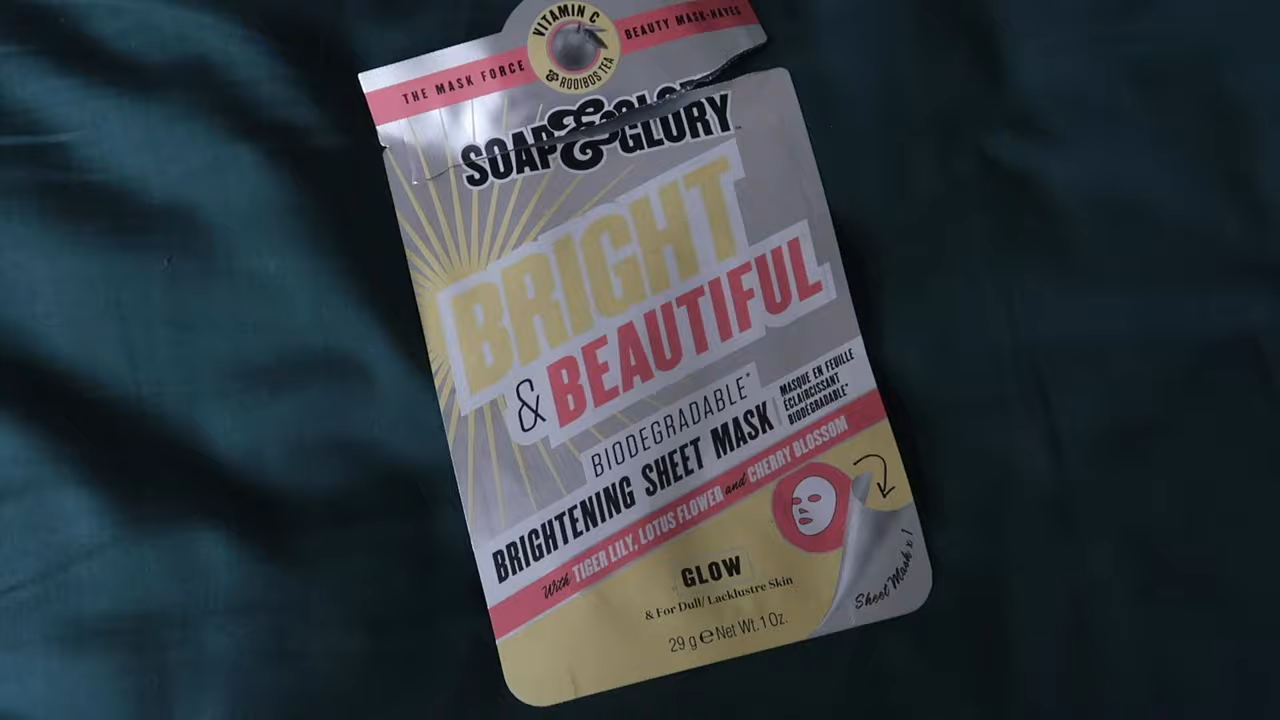 VITAMIN C
& ROOIBOS TEA
THE MASK FORCE
BEAUTY MASK-HAVES
SOAP & GLORY
BRIGHT
& BEAUTIFUL
BIODEGRADABLE*
BRIGHTENING SHEET MASK
MASQUE EN FEUILLE
ÉCLAIRCISSANT
BIODÉGRADABLE*
With TIGER LILY, LOTUS FLOWER and CHERRY BLOSSOM
GLOW
& For Dull/ Lacklustre Skin
29 g ℮ Net Wt. 1 Oz.
Sheet Mask x 1